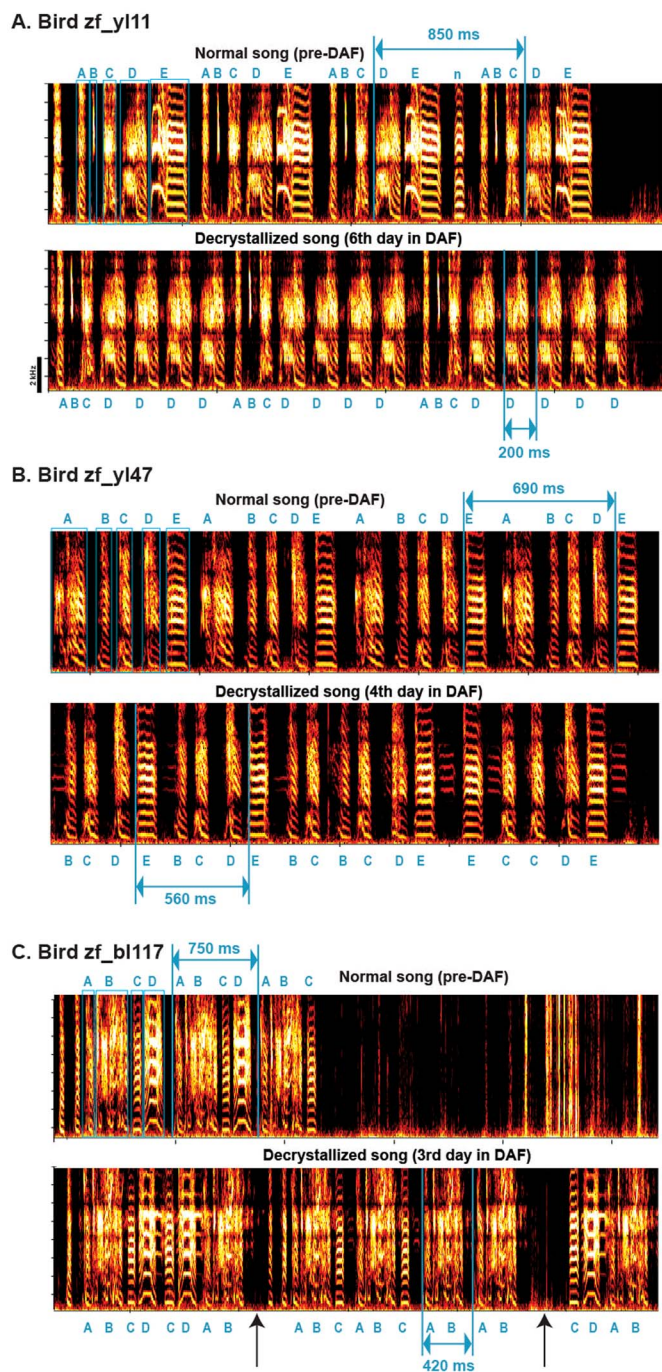 A. Bird zf_yl11
Normal song (pre-DAF)
850 ms
A B C D E A B C D E A B C D E n A B C D E
Decrystallized song (6th day in DAF)
2 kHz
A B C D D D D A B C D D D D A B C D D D D D
200 ms
B. Bird zf_yl47
Normal song (pre-DAF)
690 ms
A B C D E A B C D E A B C D E A B C D E
Decrystallized song (4th day in DAF)
B C D E B C D E B C B C D E E C C D E
560 ms
C. Bird zf_bl117
750 ms
Normal song (pre-DAF)
A B C D A B C D A B C
Decrystallized song (3rd day in DAF)
A B C D C D A B A B C A B C A B A B C D A B
420 ms